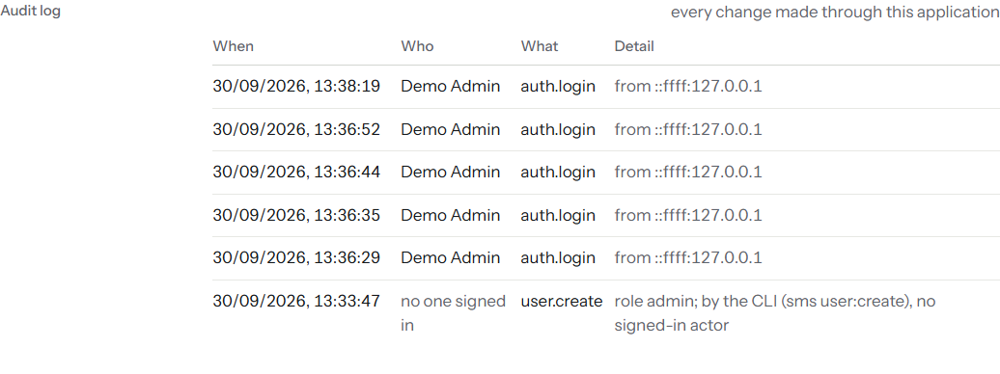 Audit log
every change made through this application
When Who What Detail
30/09/2026, 13:38:19 Demo Admin auth.login from ::ffff:127.0.0.1
30/09/2026, 13:36:52 Demo Admin auth.login from ::ffff:127.0.0.1
30/09/2026, 13:36:44 Demo Admin auth.login from ::ffff:127.0.0.1
30/09/2026, 13:36:35 Demo Admin auth.login from ::ffff:127.0.0.1
30/09/2026, 13:36:29 Demo Admin auth.login from ::ffff:127.0.0.1
30/09/2026, 13:33:47 no one signed user.create role admin; by the CLI (sms user:create), no
in signed-in actor